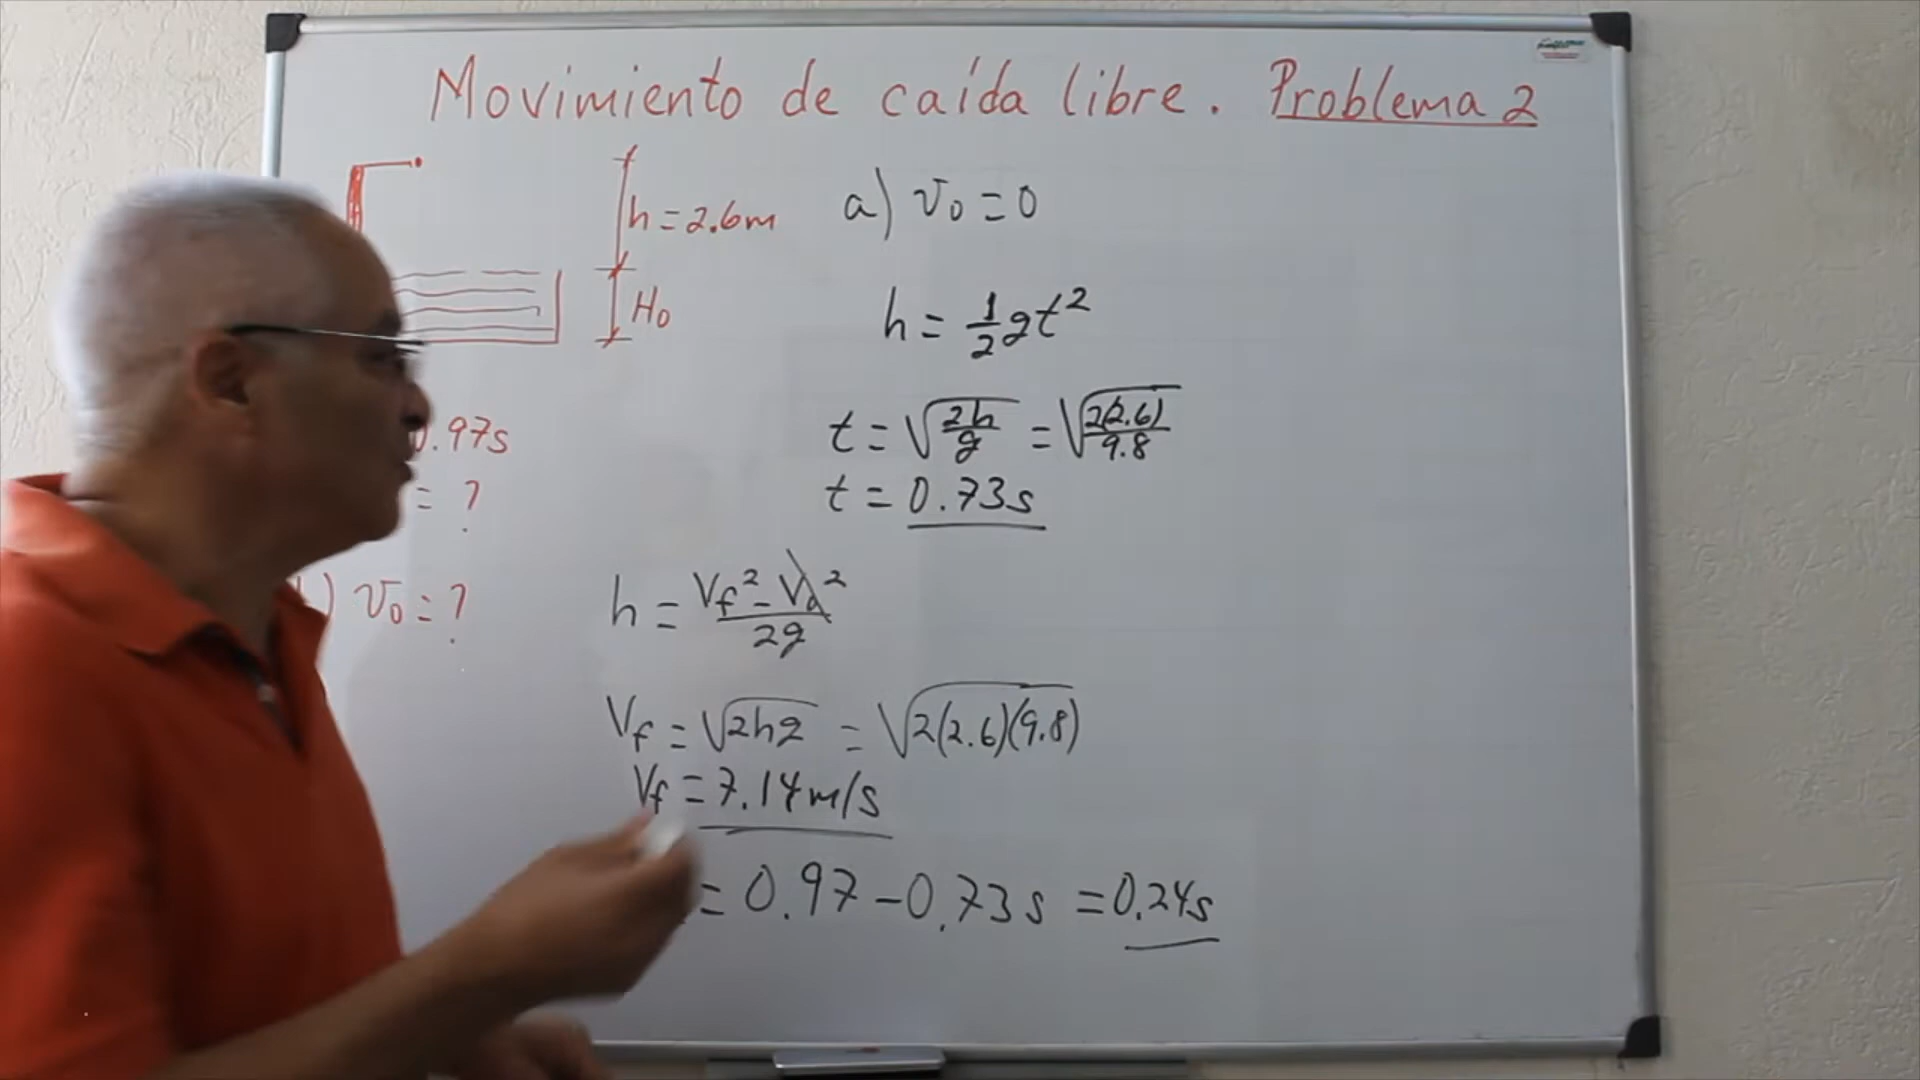 Movimiento de caída libre. Problema 2
h = 2.6m
H₀
.97s
= ?
) v₀ = ?
a) v₀ = 0
h = 1/2 gt²
t = √(2h/g) = √(2(2.6)/9.8)
t = 0.73s
h = (Vf² - V₀²)/2g
Vf = √2hg = √2(2.6)(9.8)
Vf = 7.14m/s
= 0.97 - 0.73s = 0.24s